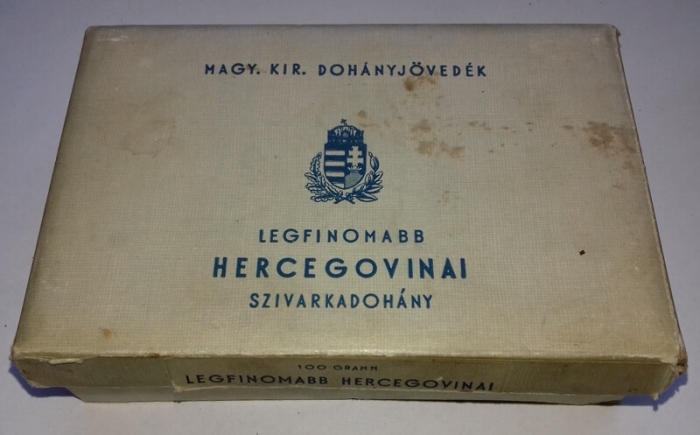 MAGY. KIR. DOHÁNYJÖVEDÉK
LEGFINOMABB
HERCEGOVINAI
SZIVARKADOHÁNY
100 GRAMM
LEGFINOMABB HERCEGOVINAI